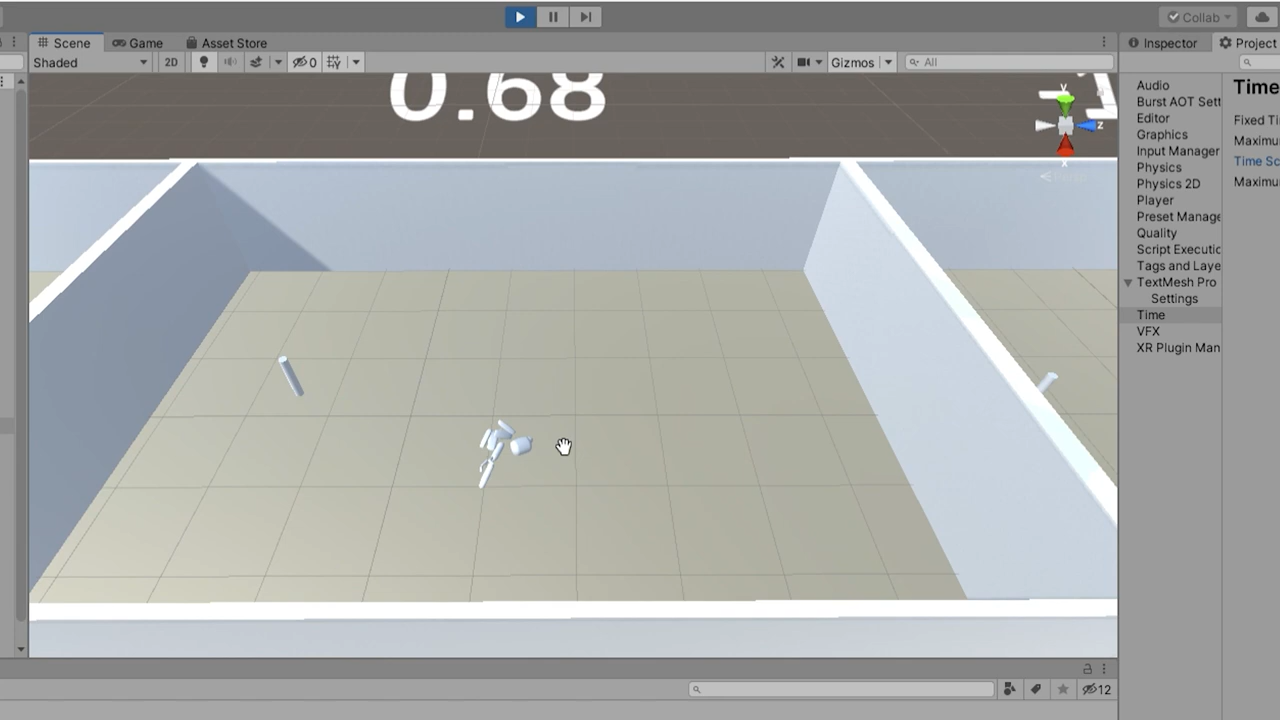 Collab
Scene
Game
Asset Store
Inspector
Project
Shaded
2D
0
Gizmos
All
0.68
y
z
x
Audio
Burst AOT Sett
Editor
Graphics
Input Manager
Physics
Physics 2D
Player
Preset Manage
Quality
Script Executio
Tags and Laye
TextMesh Pro
Settings
Time
VFX
XR Plugin Man
Time
Fixed Ti
Maximu
Time Sc
Maximu
12